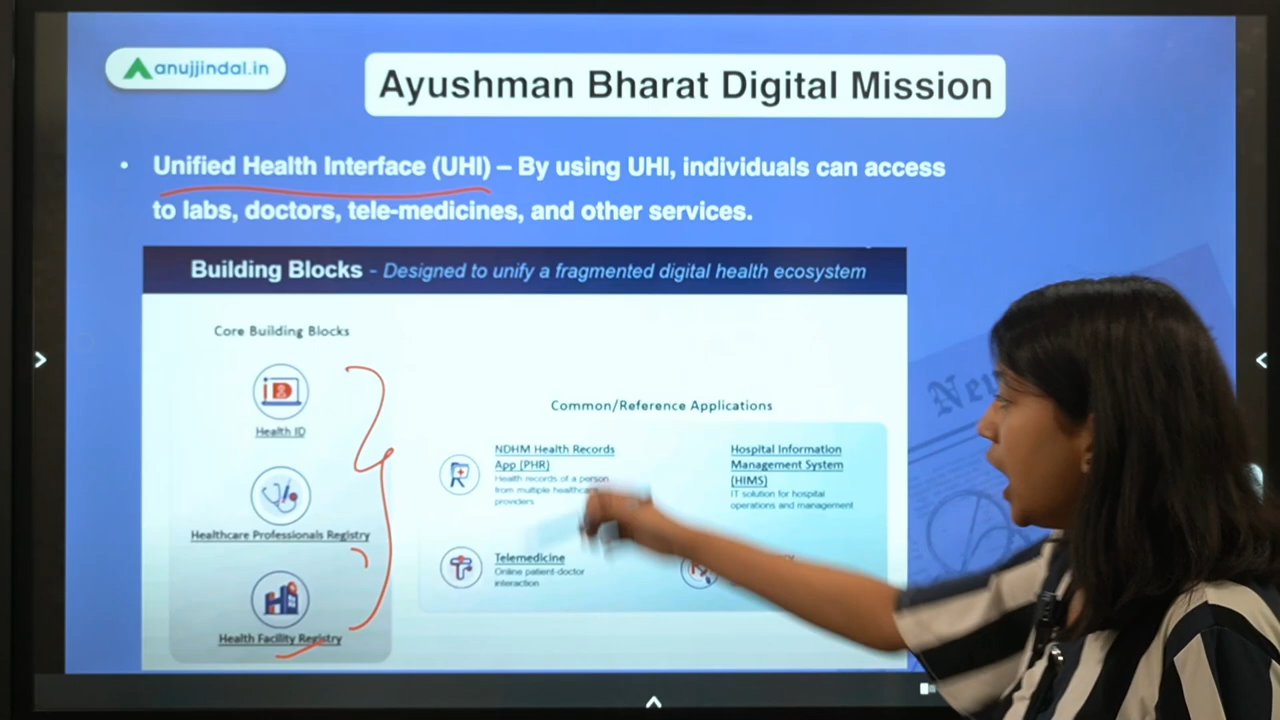 anujjindal.in
Ayushman Bharat Digital Mission
• Unified Health Interface (UHI) – By using UHI, individuals can access
to labs, doctors, tele-medicines, and other services.
Building Blocks - Designed to unify a fragmented digital health ecosystem
Core Building Blocks
Health ID
Healthcare Professionals Registry
Health Facility Registry
Common/Reference Applications
NDHM Health Records
App (PHR)
Health records of a person
from multiple healthcare
providers
Hospital Information
Management System
(HIMS)
IT solution for hospital
operations and management
Telemedicine
Online patient-doctor
interaction